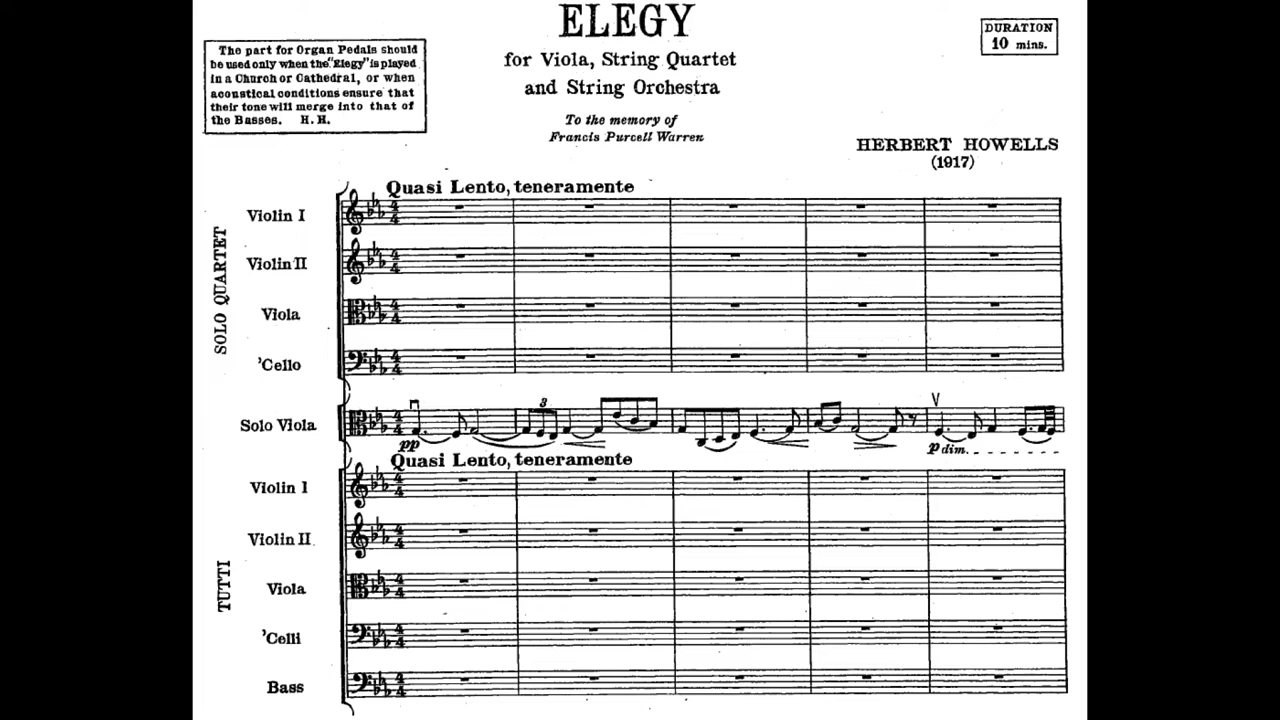 ELEGY
for Viola, String Quartet
and String Orchestra
To the memory of
Francis Purcell Warren
The part for Organ Pedals should
be used only when the "Elegy" is played
in a Church or Cathedral, or when
acoustical conditions ensure that
their tone will merge into that of
the Basses. H. H.
DURATION
10 mins.
HERBERT HOWELLS
(1917)
Quasi Lento, teneramente
SOLO QUARTET
Violin I
Violin II
Viola
'Cello
Solo Viola
3
pp
p dim.
Quasi Lento, teneramente
TUTTI
Violin I
Violin II
Viola
'Celli
Bass